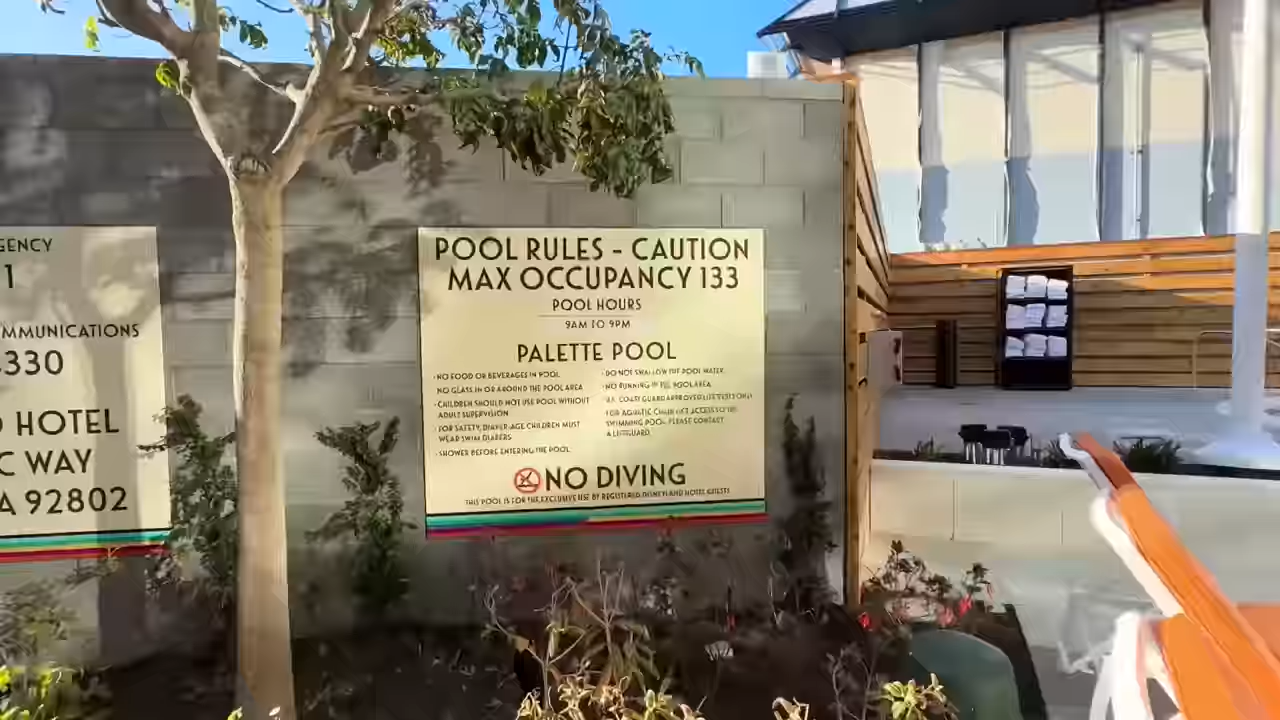 GENCY
1
MMUNICATIONS
330
HOTEL
C WAY
A 92802
POOL RULES - CAUTION
MAX OCCUPANCY 133
POOL HOURS
9AM TO 9PM
PALETTE POOL
· NO FOOD OR BEVERAGES IN POOL
· NO GLASS IN OR AROUND THE POOL AREA
· CHILDREN SHOULD NOT USE POOL WITHOUT
ADULT SUPERVISION
· FOR SAFETY, DIAPER-AGE CHILDREN MUST
WEAR SWIM DIAPERS
· SHOWER BEFORE ENTERING THE POOL
· DO NOT SWALLOW THE POOL WATER
· NO RUNNING IN THE POOL AREA
· U.S. COAST GUARD APPROVED LIFE VESTS ONLY
· FOR AQUATIC CHAIR LIFT ACCESS TO THE
SWIMMING POOL, PLEASE CONTACT
A LIFEGUARD
NO DIVING
THIS POOL IS FOR THE EXCLUSIVE USE BY REGISTERED DISNEYLAND HOTEL GUESTS